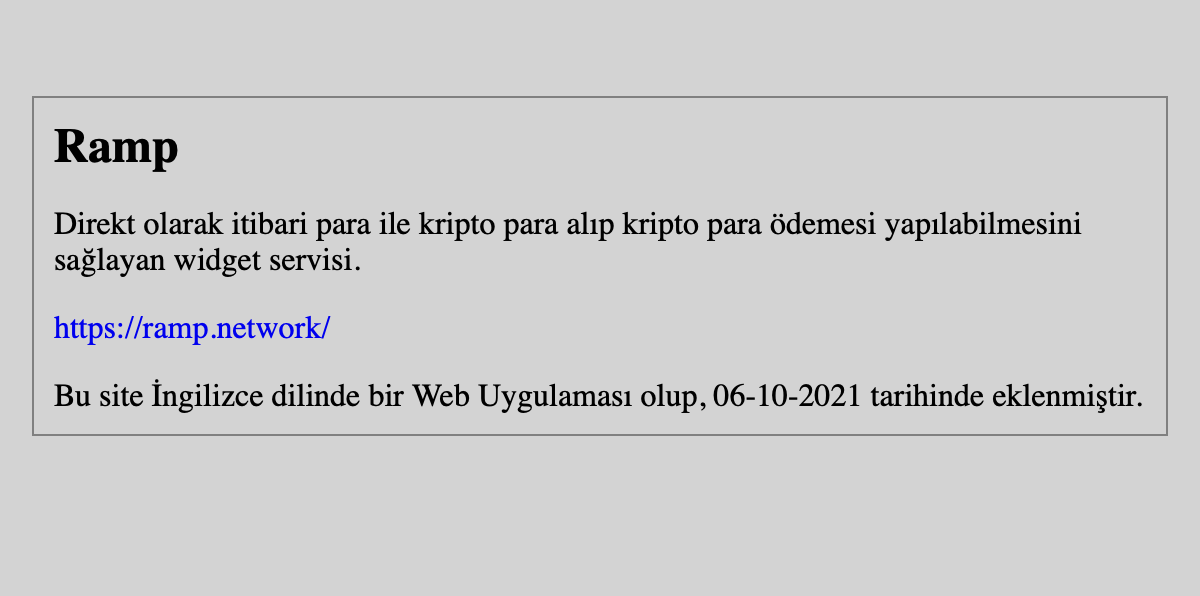 Ramp
Direkt olarak itibari para ile kripto para alıp kripto para ödemesi yapılabilmesini
sağlayan widget servisi.
https://ramp.network/
Bu site İngilizce dilinde bir Web Uygulaması olup, 06-10-2021 tarihinde eklenmiştir.